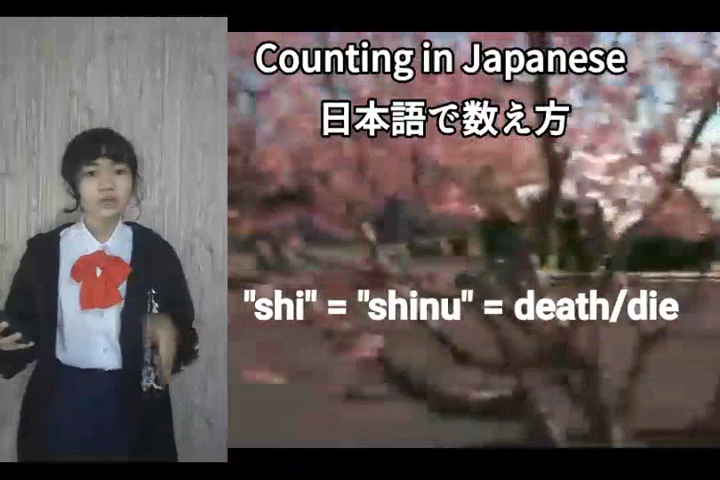 Counting in Japanese
日本語で数え方
"shi" = "shinu" = death/die